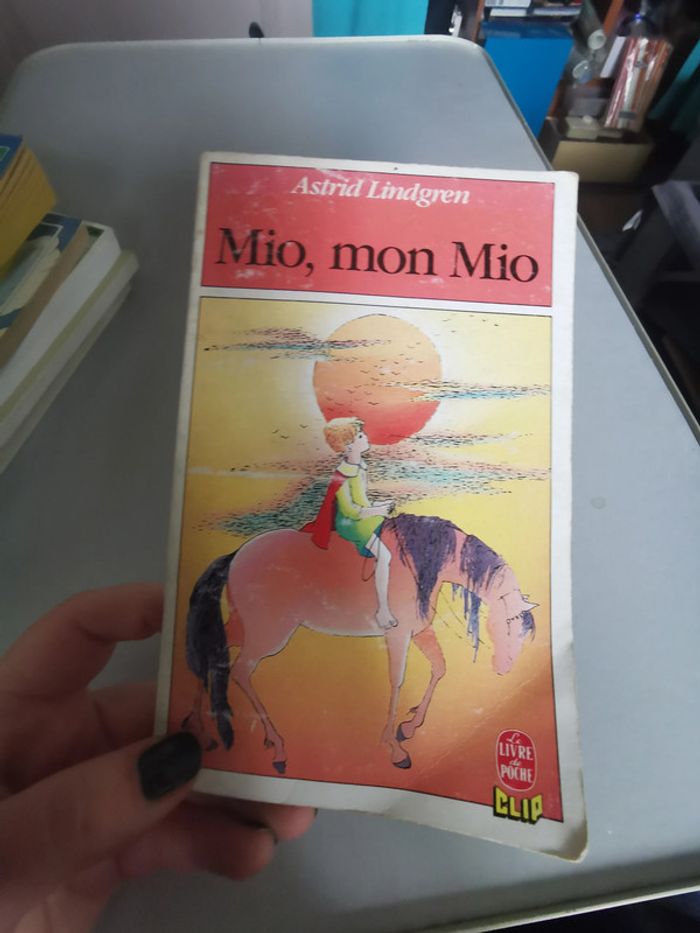 Astrid Lindgren
Mio, mon Mio
Le
LIVRE
de
POCHE
CLIP